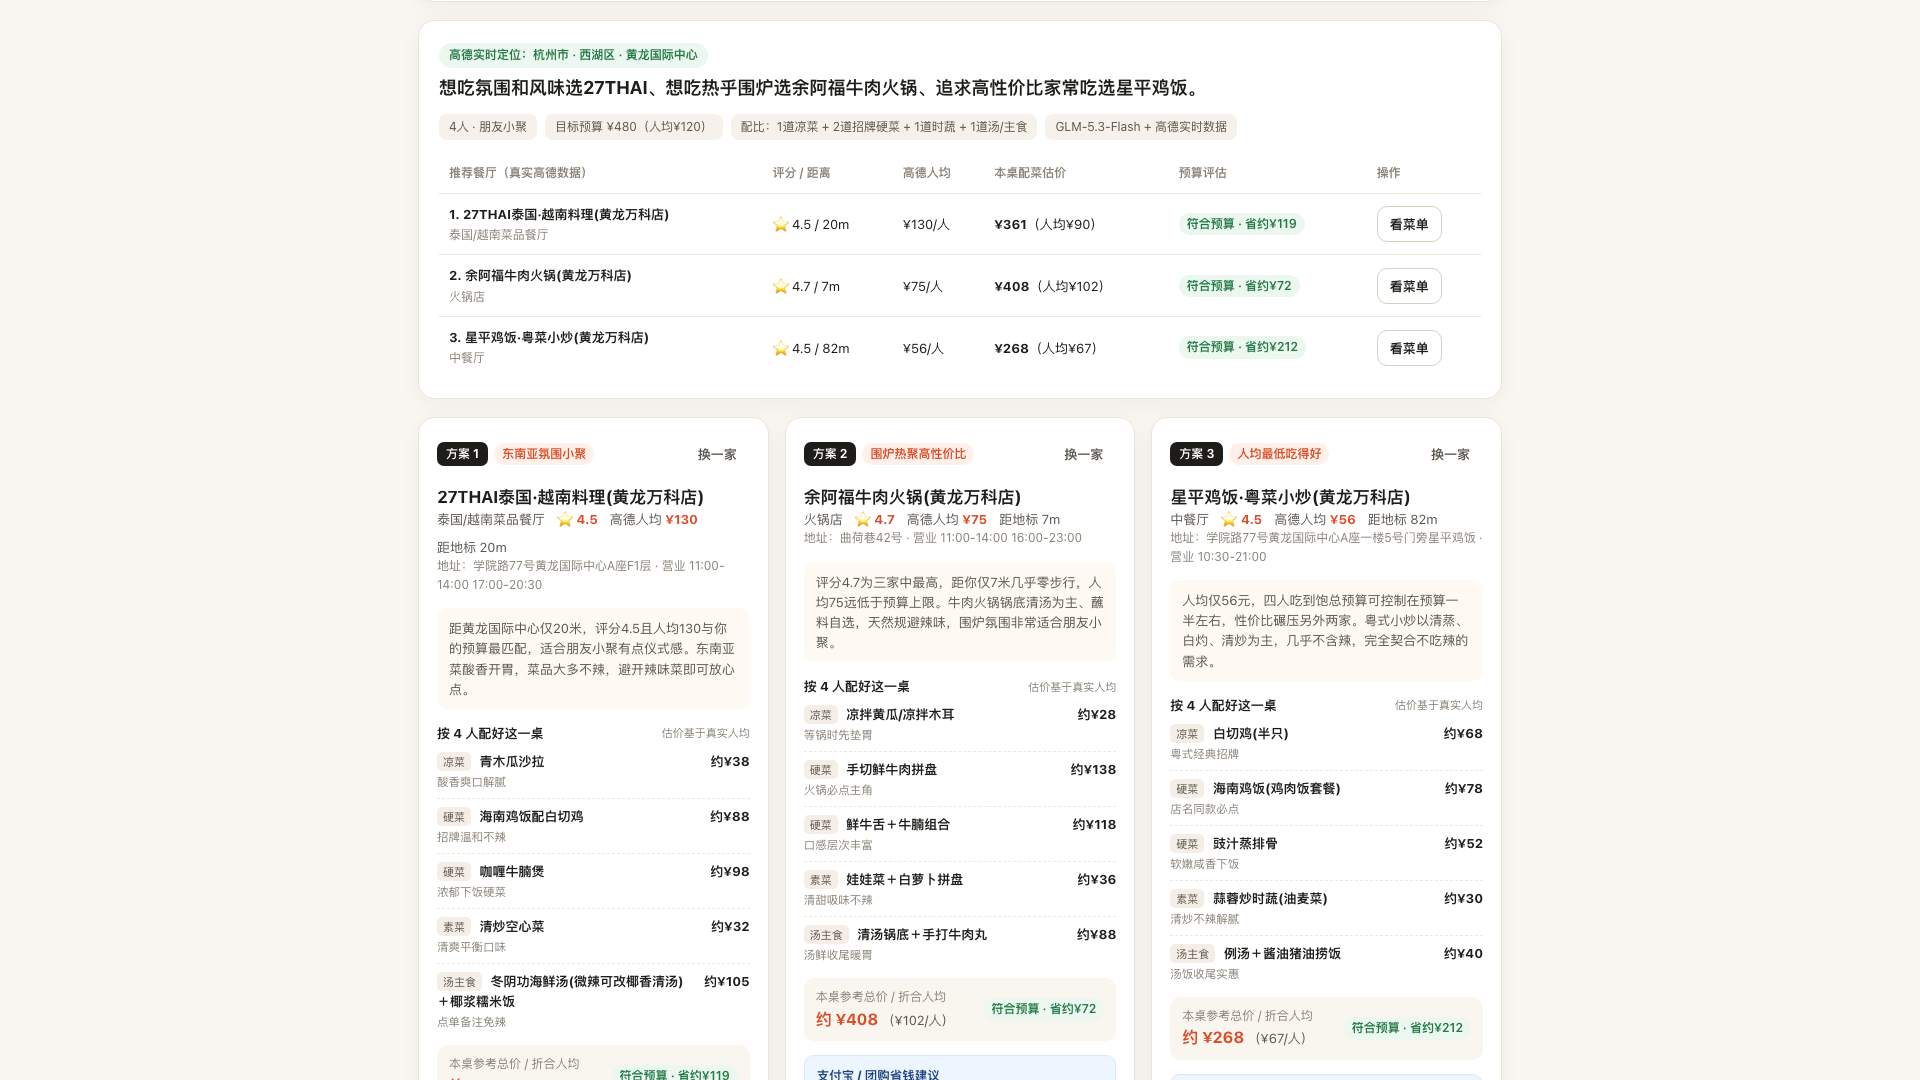 高德实时定位：杭州市 · 西湖区 · 黄龙国际中心
想吃氛围和风味选27THAI、想吃热乎围炉选余阿福牛肉火锅、追求高性价比家常吃选星平鸡饭。
4人 · 朋友小聚 目标预算 ¥480（人均¥120） 配比：1道凉菜 + 2道招牌硬菜 + 1道时蔬 + 1道汤/主食 GLM-5.3-Flash + 高德实时数据
推荐餐厅（真实高德数据） 评分 / 距离 高德人均 本桌配菜估价 预算评估 操作
1. 27THAI泰国·越南料理(黄龙万科店) ⭐ 4.5 / 20m ¥130/人 ¥361（人均¥90） 符合预算 · 省约¥119 看菜单
泰国/越南菜品餐厅
2. 余阿福牛肉火锅(黄龙万科店) ⭐ 4.7 / 7m ¥75/人 ¥408（人均¥102） 符合预算 · 省约¥72 看菜单
火锅店
3. 星平鸡饭·粤菜小炒(黄龙万科店) ⭐ 4.5 / 82m ¥56/人 ¥268（人均¥67） 符合预算 · 省约¥212 看菜单
中餐厅
方案 1 东南亚氛围小聚 换一家
27THAI泰国·越南料理(黄龙万科店)
泰国/越南菜品餐厅 ⭐ 4.5 高德人均 ¥130
距地标 20m
地址：学院路77号黄龙国际中心A座F1层 · 营业 11:00-
14:00 17:00-20:30
距黄龙国际中心仅20米，评分4.5且人均130与你
的预算最匹配，适合朋友小聚有点仪式感。东南亚
菜酸香开胃，菜品大多不辣，避开辣味菜即可放心
点。
按 4 人配好这一桌 估价基于真实人均
凉菜 青木瓜沙拉 约¥38
酸香爽口解腻
硬菜 海南鸡饭配白切鸡 约¥88
招牌温和不辣
硬菜 咖喱牛腩煲 约¥98
浓郁下饭硬菜
素菜 清炒空心菜 约¥32
清爽平衡口味
汤主食 冬阴功海鲜汤(微辣可改椰香清汤) 约¥105
＋椰浆糯米饭
点单备注免辣
本桌参考总价 / 折合人均
符合预算 · 省约¥119
方案 2 围炉热聚高性价比 换一家
余阿福牛肉火锅(黄龙万科店)
火锅店 ⭐ 4.7 高德人均 ¥75 距地标 7m
地址：曲荷巷42号 · 营业 11:00-14:00 16:00-23:00
评分4.7为三家中最高，距你仅7米几乎零步行，人
均75远低于预算上限。牛肉火锅锅底清汤为主、蘸
料自选，天然规避辣味，围炉氛围非常适合朋友小
聚。
按 4 人配好这一桌 估价基于真实人均
凉菜 凉拌黄瓜/凉拌木耳 约¥28
等锅时先垫胃
硬菜 手切鲜牛肉拼盘 约¥138
火锅必点主角
硬菜 鲜牛舌＋牛腩组合 约¥118
口感层次丰富
素菜 娃娃菜＋白萝卜拼盘 约¥36
清甜吸味不辣
汤主食 清汤锅底＋手打牛肉丸 约¥88
汤鲜收尾暖胃
本桌参考总价 / 折合人均
约 ¥408 （¥102/人） 符合预算 · 省约¥72
支付宝 / 团购省钱建议
方案 3 人均最低吃得好 换一家
星平鸡饭·粤菜小炒(黄龙万科店)
中餐厅 ⭐ 4.5 高德人均 ¥56 距地标 82m
地址：学院路77号黄龙国际中心A座一楼5号门旁星平鸡饭 ·
营业 10:30-21:00
人均仅56元，四人吃到饱总预算可控制在预算一
半左右，性价比碾压另外两家。粤式小炒以清蒸、
白灼、清炒为主，几乎不含辣，完全契合不吃辣的
需求。
按 4 人配好这一桌 估价基于真实人均
凉菜 白切鸡(半只) 约¥68
粤式经典招牌
硬菜 海南鸡饭(鸡肉饭套餐) 约¥78
店名同款必点
硬菜 豉汁蒸排骨 约¥52
软嫩咸香下饭
素菜 蒜蓉炒时蔬(油麦菜) 约¥30
清炒不辣解腻
汤主食 例汤＋酱油猪油捞饭 约¥40
汤饭收尾实惠
本桌参考总价 / 折合人均
约 ¥268 （¥67/人） 符合预算 · 省约¥212